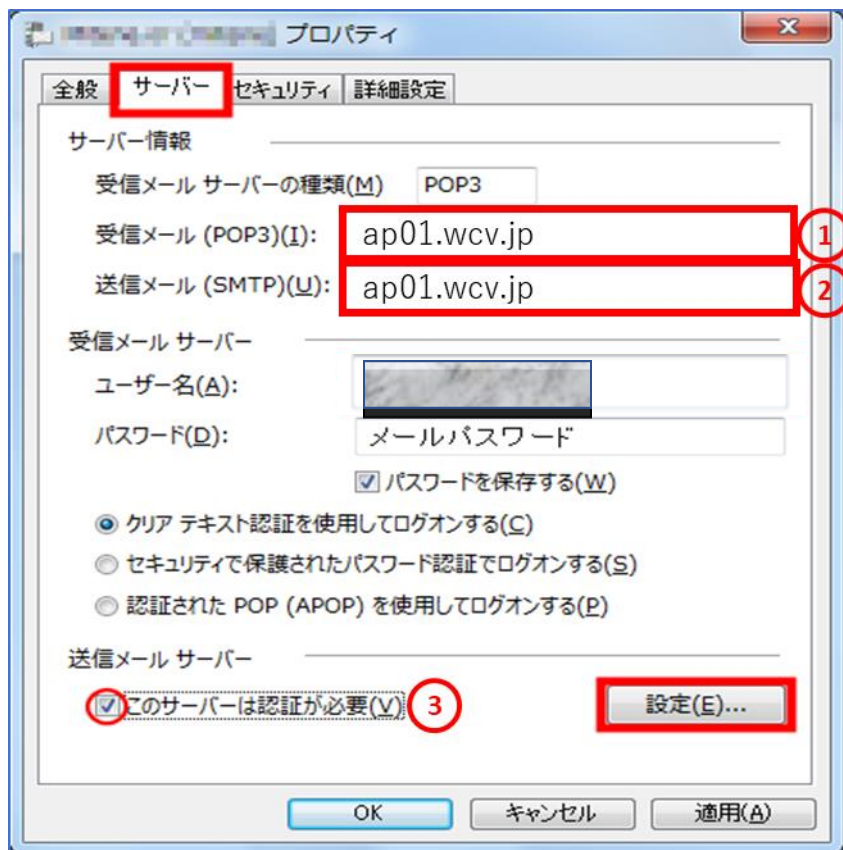 プロパティ
全般 サーバー セキュリティ 詳細設定
サーバー情報
受信メール サーバーの種類(M) POP3
受信メール (POP3)(I): ap01.wcv.jp ①
送信メール (SMTP)(U): ap01.wcv.jp ②
受信メール サーバー
ユーザー名(A):
パスワード(D): メールパスワード
パスワードを保存する(W)
クリア テキスト認証を使用してログオンする(C)
セキュリティで保護されたパスワード認証でログオンする(S)
認証された POP (APOP) を使用してログオンする(P)
送信メール サーバー
このサーバーは認証が必要(V) ③ 設定(E)...
OK キャンセル 適用(A)